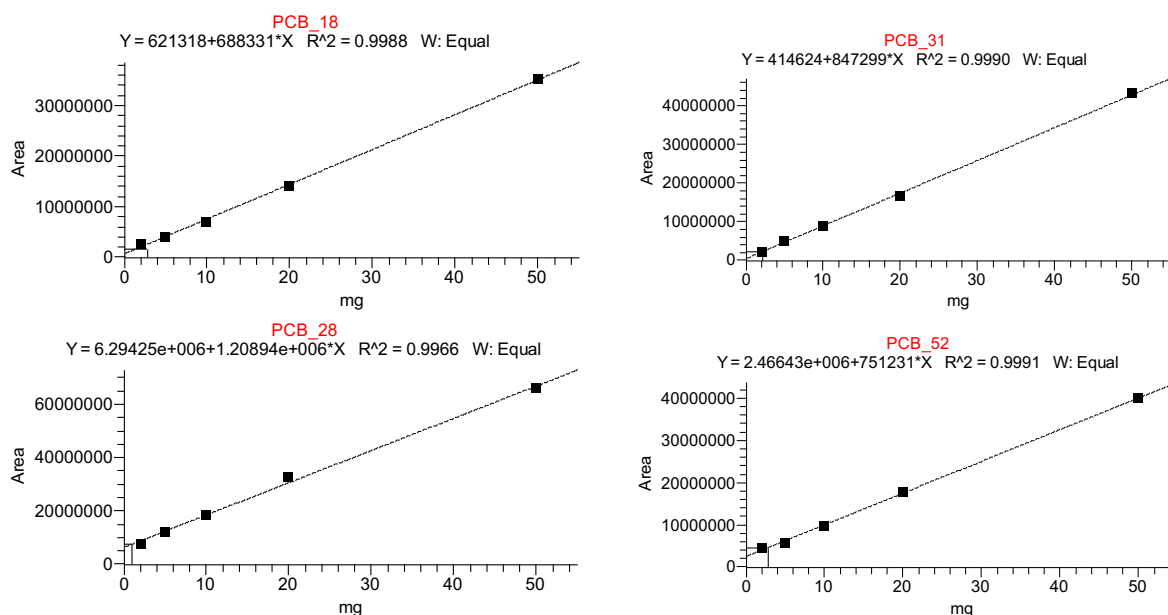 PCB_18
Y = 621318+688331*X R^2 = 0.9988 W: Equal
30000000
20000000
10000000
0
Area
0 10 20 30 40 50
mg
PCB_31
Y = 414624+847299*X R^2 = 0.9990 W: Equal
40000000
30000000
20000000
10000000
0
Area
0 10 20 30 40 50
mg
PCB_28
Y = 6.29425e+006+1.20894e+006*X R^2 = 0.9966 W: Equal
60000000
40000000
20000000
0
Area
0 10 20 30 40 50
mg
PCB_52
Y = 2.46643e+006+751231*X R^2 = 0.9991 W: Equal
40000000
30000000
20000000
10000000
0
Area
0 10 20 30 40 50
mg